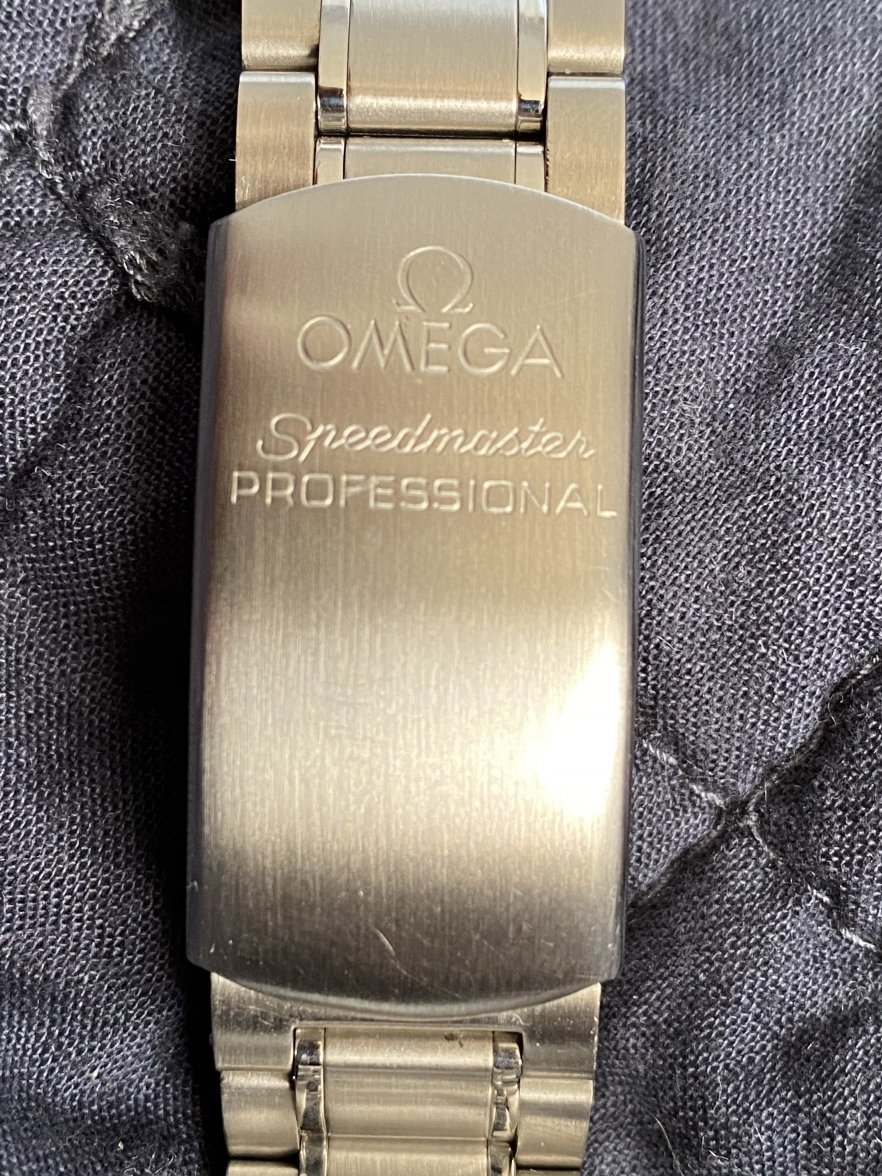 Ω
OMEGA
Speedmaster
PROFESSIONAL